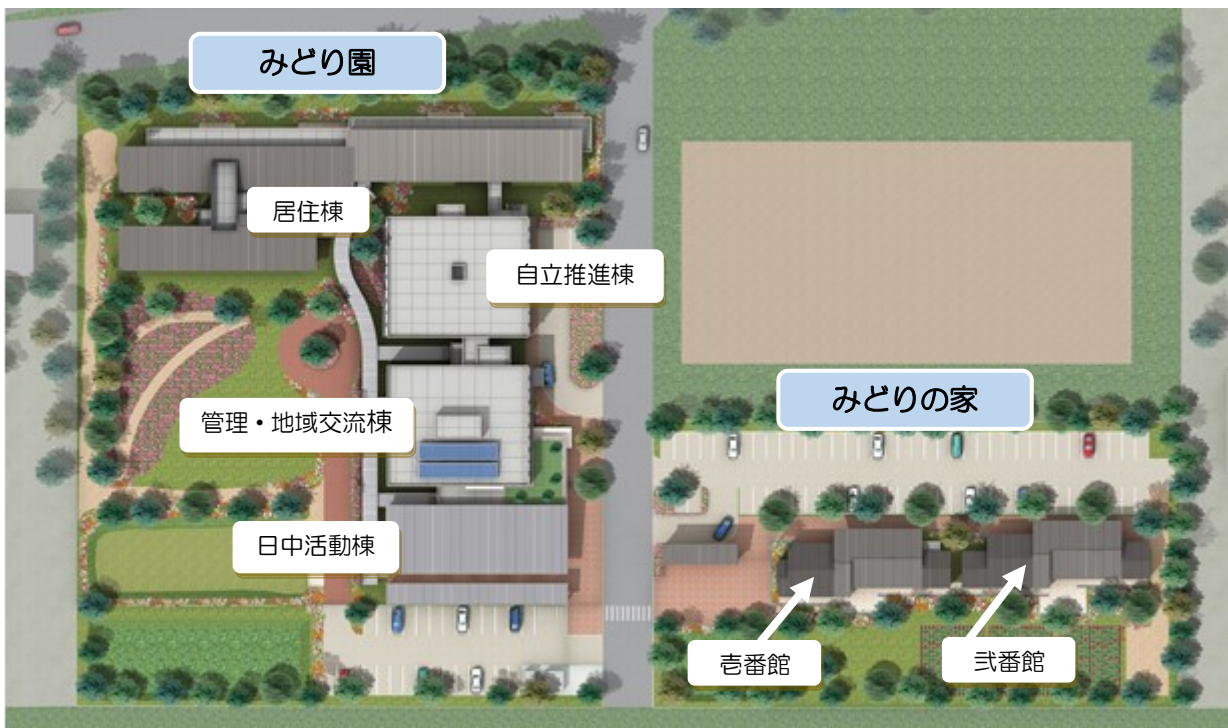 みどり園
居住棟
自立推進棟
みどりの家
管理・地域交流棟
日中活動棟
壱番館
弐番館